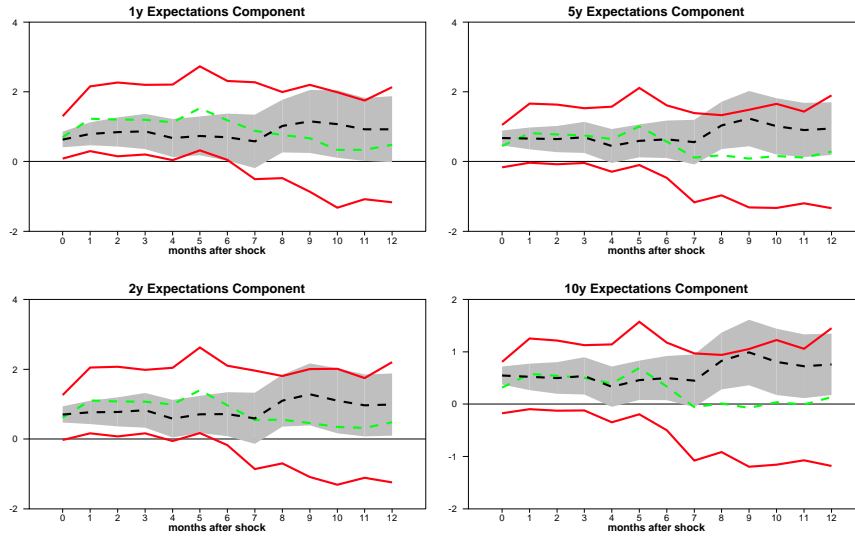 1y Expectations Component
4
2
0
-2
0 1 2 3 4 5 6 7 8 9 10 11 12
months after shock
5y Expectations Component
4
2
0
-2
0 1 2 3 4 5 6 7 8 9 10 11 12
months after shock
2y Expectations Component
4
2
0
-2
0 1 2 3 4 5 6 7 8 9 10 11 12
months after shock
10y Expectations Component
2
1
0
-1
-2
0 1 2 3 4 5 6 7 8 9 10 11 12
months after shock